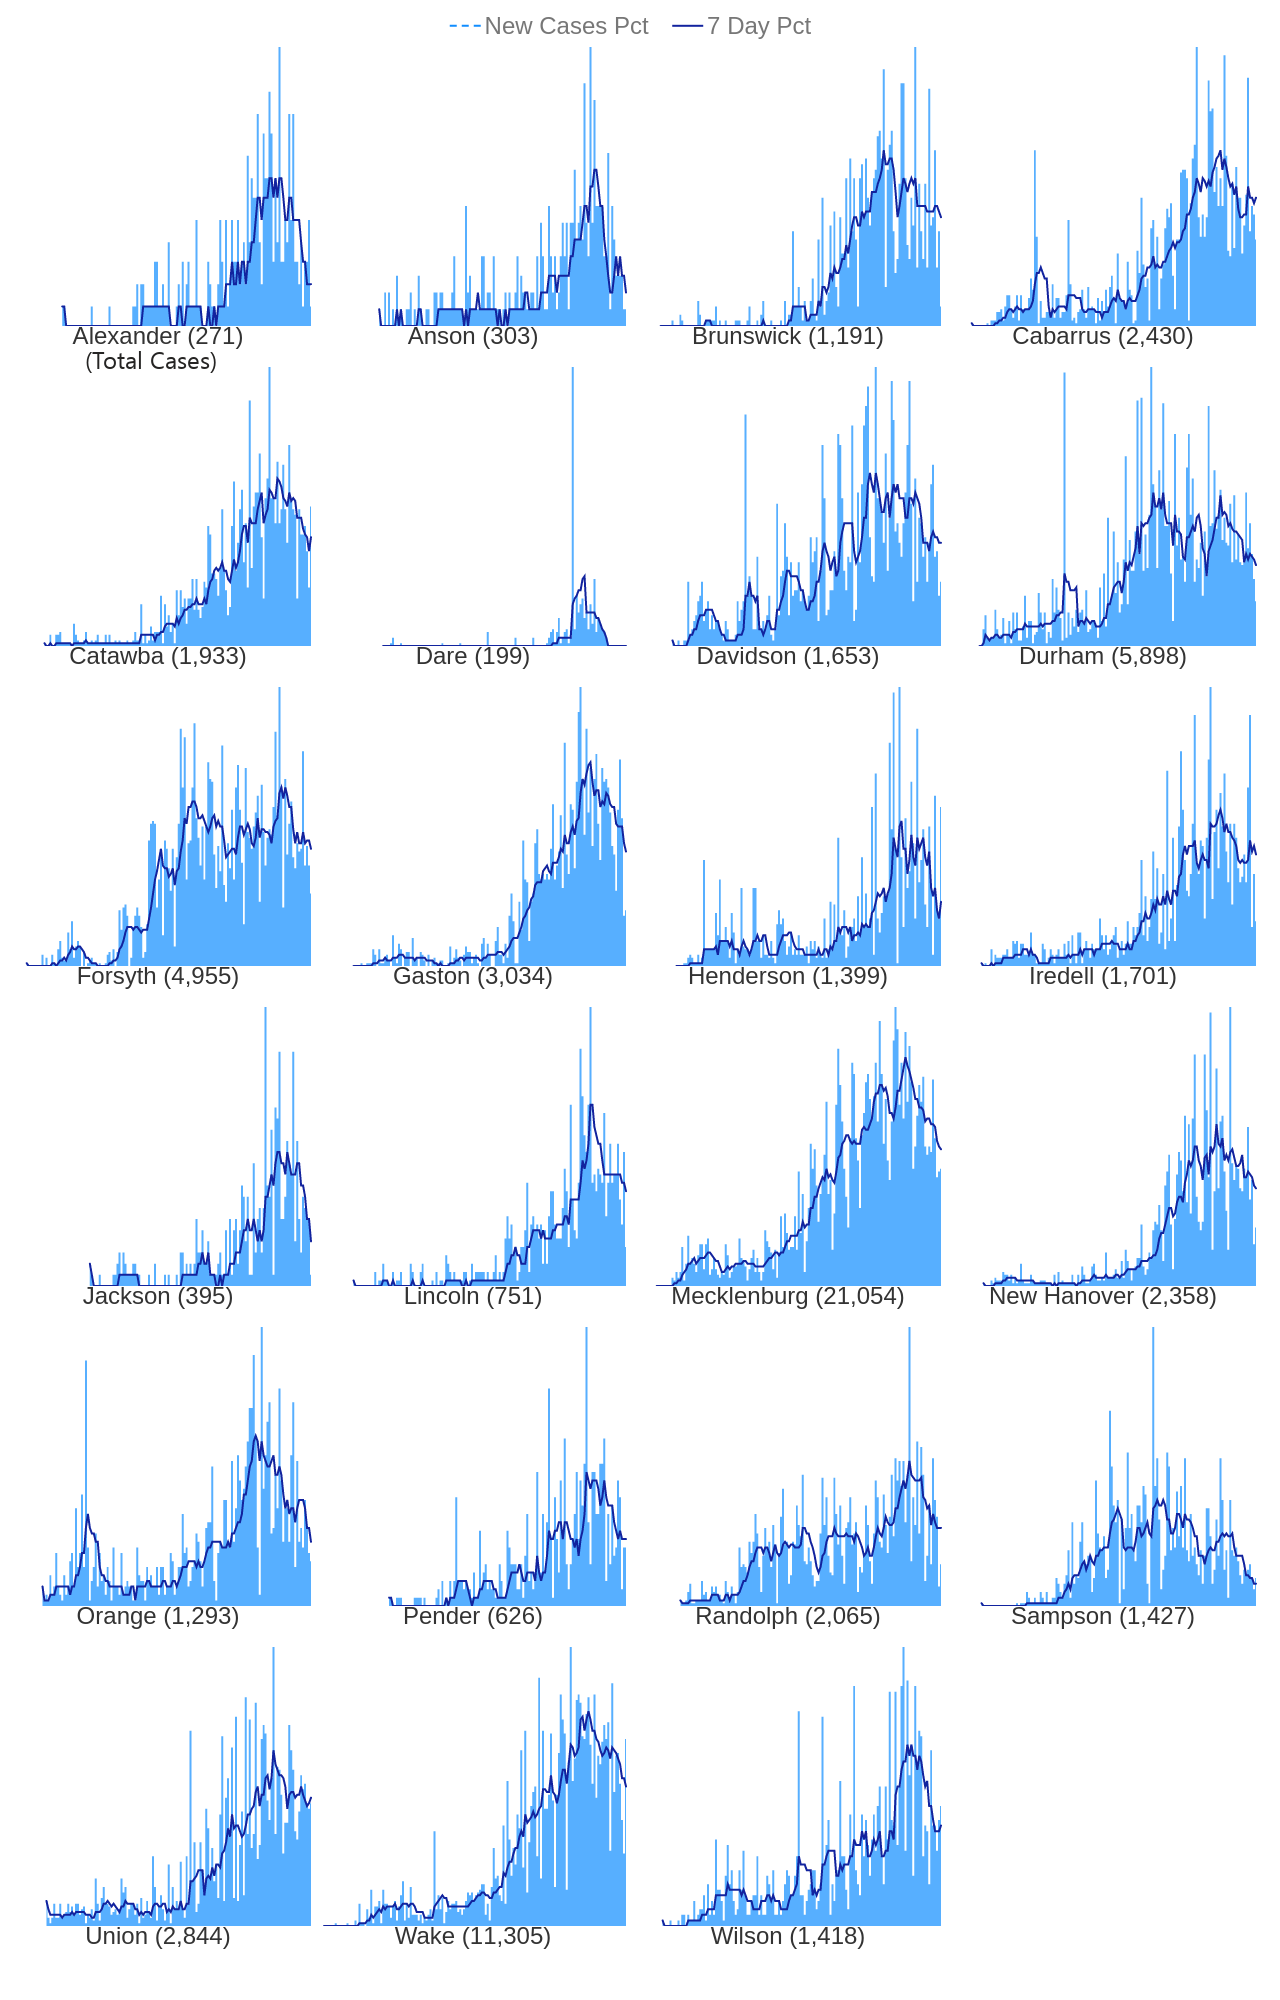 New Cases Pct 7 Day Pct
Alexander (271) Anson (303) Brunswick (1,191) Cabarrus (2,430)
(Total Cases)
Catawba (1,933) Dare (199) Davidson (1,653) Durham (5,898)
Forsyth (4,955) Gaston (3,034) Henderson (1,399) Iredell (1,701)
Jackson (395) Lincoln (751) Mecklenburg (21,054) New Hanover (2,358)
Orange (1,293) Pender (626) Randolph (2,065) Sampson (1,427)
Union (2,844) Wake (11,305) Wilson (1,418)